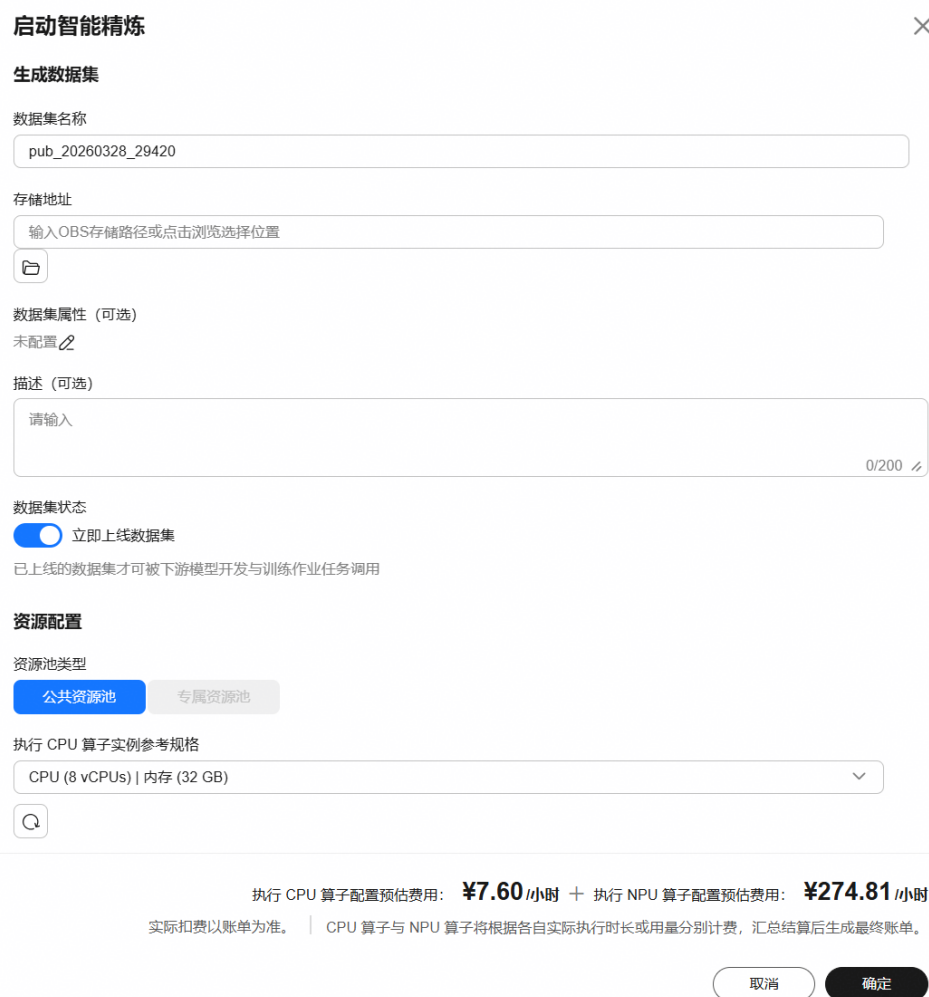 启动智能精炼
生成数据集
数据集名称
pub_20260328_29420
存储地址
输入OBS存储路径或点击浏览选择位置
数据集属性（可选）
未配置
描述（可选）
请输入
0/200
数据集状态
立即上线数据集
已上线的数据集才可被下游模型开发与训练作业任务调用
资源配置
资源池类型
公共资源池 专属资源池
执行 CPU 算子实例参考规格
CPU (8 vCPUs) | 内存 (32 GB)
执行 CPU 算子配置预估费用： ¥7.60 /小时 + 执行 NPU 算子配置预估费用： ¥274.81 /小时
实际扣费以账单为准。 | CPU 算子与 NPU 算子将根据各自实际执行时长或用量分别计费，汇总结算后生成最终账单。
取消 确定